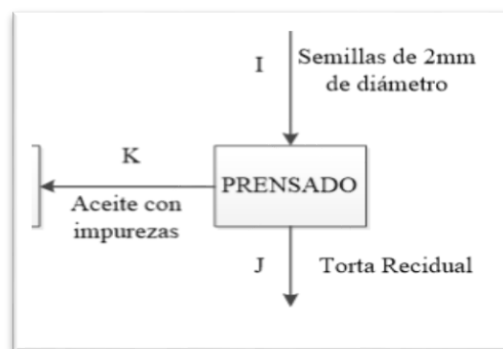 I
Semillas de 2mm
de diámetro
K
PRENSADO
Aceite con
impurezas
J
Torta Recidual